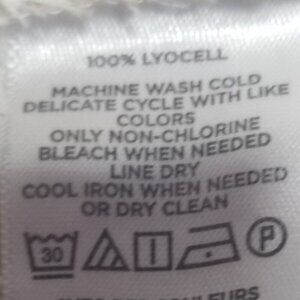 100% LYOCELL
MACHINE WASH COLD
DELICATE CYCLE WITH LIKE
COLORS
ONLY NON-CHLORINE
BLEACH WHEN NEEDED
LINE DRY
COOL IRON WHEN NEEDED
OR DRY CLEAN
30 P